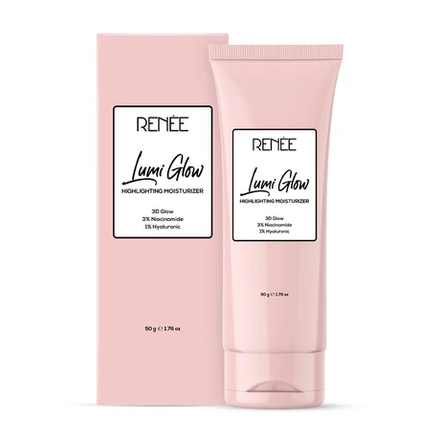 RENÉE
Lumi Glow
HIGHLIGHTING MOISTURIZER
3D Glow
3% Niacinamide
1% Hyaluronic
50 g ℮ 1.76 oz
RENÉE
Lumi Glow
HIGHLIGHTING MOISTURIZER
3D Glow
3% Niacinamide
1% Hyaluronic
50 g ℮ 1.76 oz